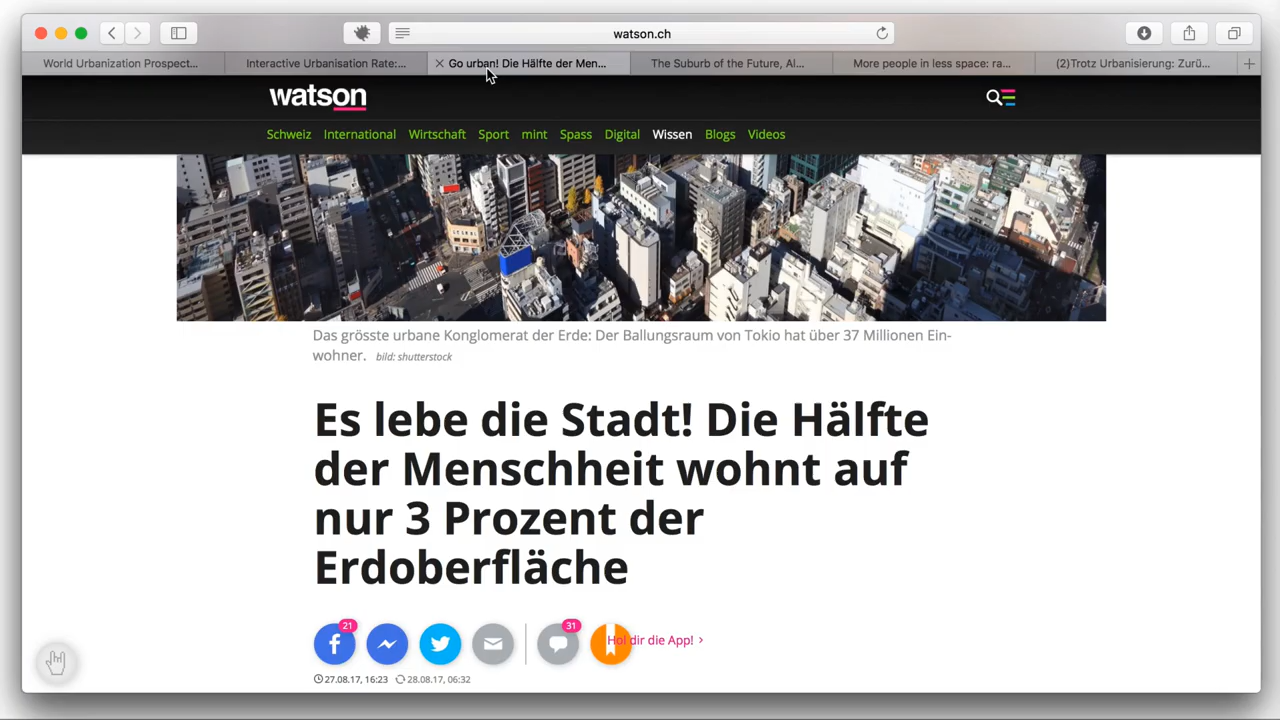 watson.ch
World Urbanization Prospect...
Interactive Urbanisation Rate:...
Go urban! Die Hälfte der Men...
The Suburb of the Future, Al...
More people in less space: ra...
(2)Trotz Urbanisierung: Zurü...
watson
Schweiz International Wirtschaft Sport mint Spass Digital Wissen Blogs Videos
Das grösste urbane Konglomerat der Erde: Der Ballungsraum von Tokio hat über 37 Millionen Ein-
wohner. bild: shutterstock
Es lebe die Stadt! Die Hälfte
der Menschheit wohnt auf
nur 3 Prozent der
Erdoberfläche
21
31
Hol dir die App! ›
27.08.17, 16:23 28.08.17, 06:32